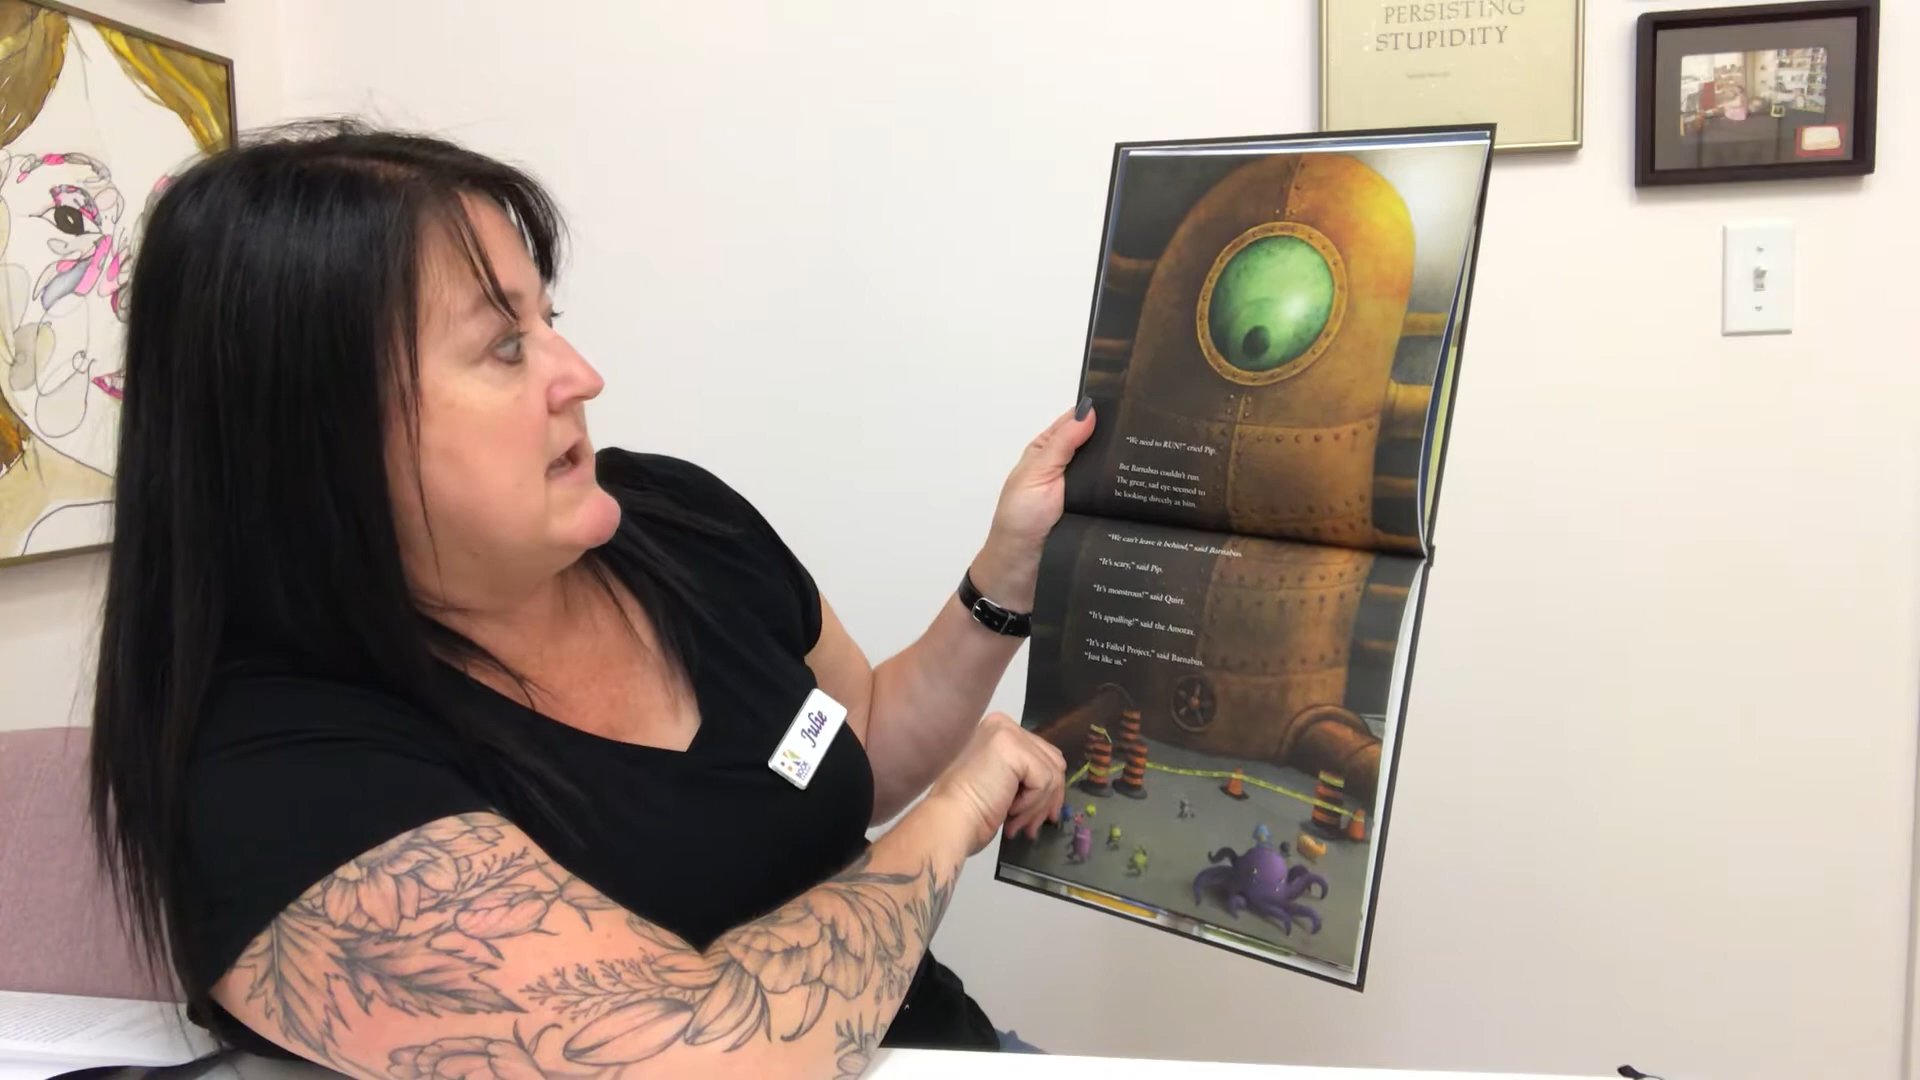 PERSISTING
STUPIDITY
"We need to RUN!" cried Pip.
But Barnabus couldn't run.
The great, sad eye seemed to
be looking directly at him.
"We can't leave it behind," said Barnabus.
"It's scary," said Pip.
"It's monstrous!" said Quirt.
"It's appalling!" said the Amotas.
"It's a Failed Project," said Barnabus.
"Just like us."
Julie
BOOK